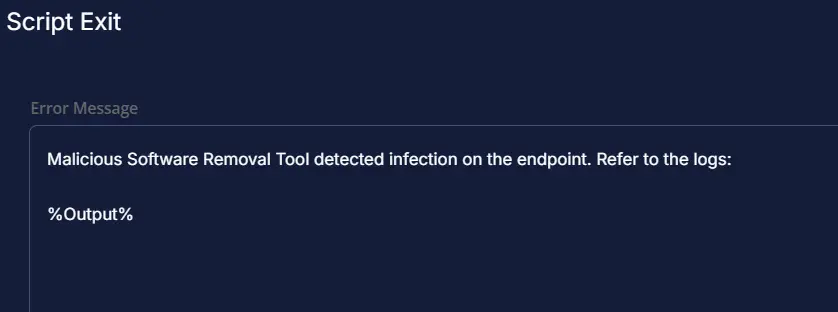 Script Exit
Error Message
Malicious Software Removal Tool detected infection on the endpoint. Refer to the logs:
%Output%